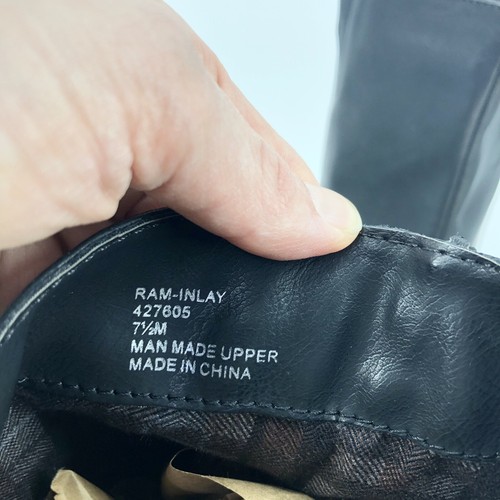 RAM-INLAY
427605
7½M
MAN MADE UPPER
MADE IN CHINA